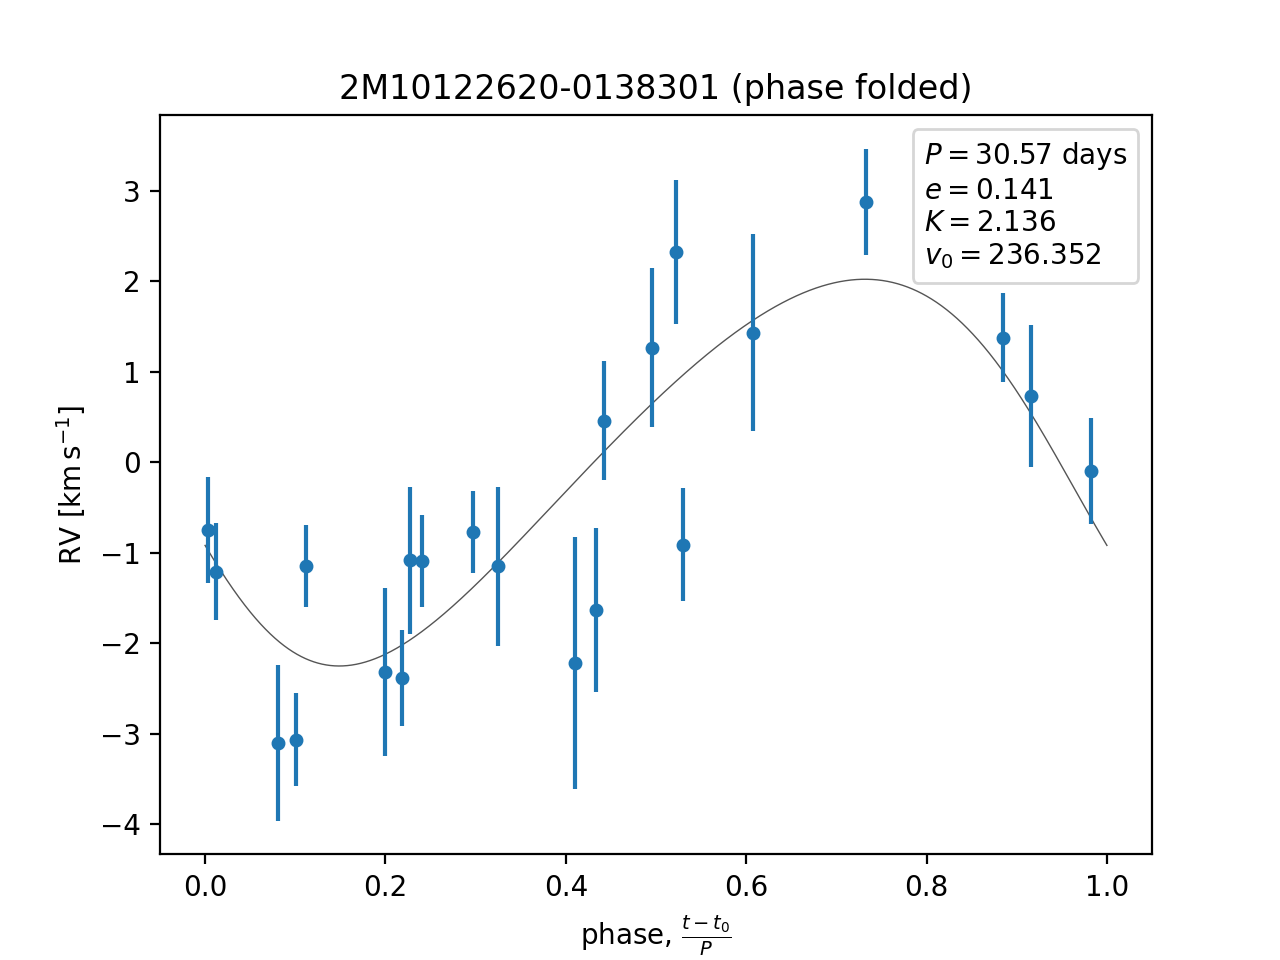 2M10122620-0138301 (phase folded)
P = 30.57 days
e = 0.141
K = 2.136
v₀ = 236.352
RV [km s⁻¹]
3
2
1
0
−1
−2
−3
−4
0.0 0.2 0.4 0.6 0.8 1.0
phase, (t − t₀)/P